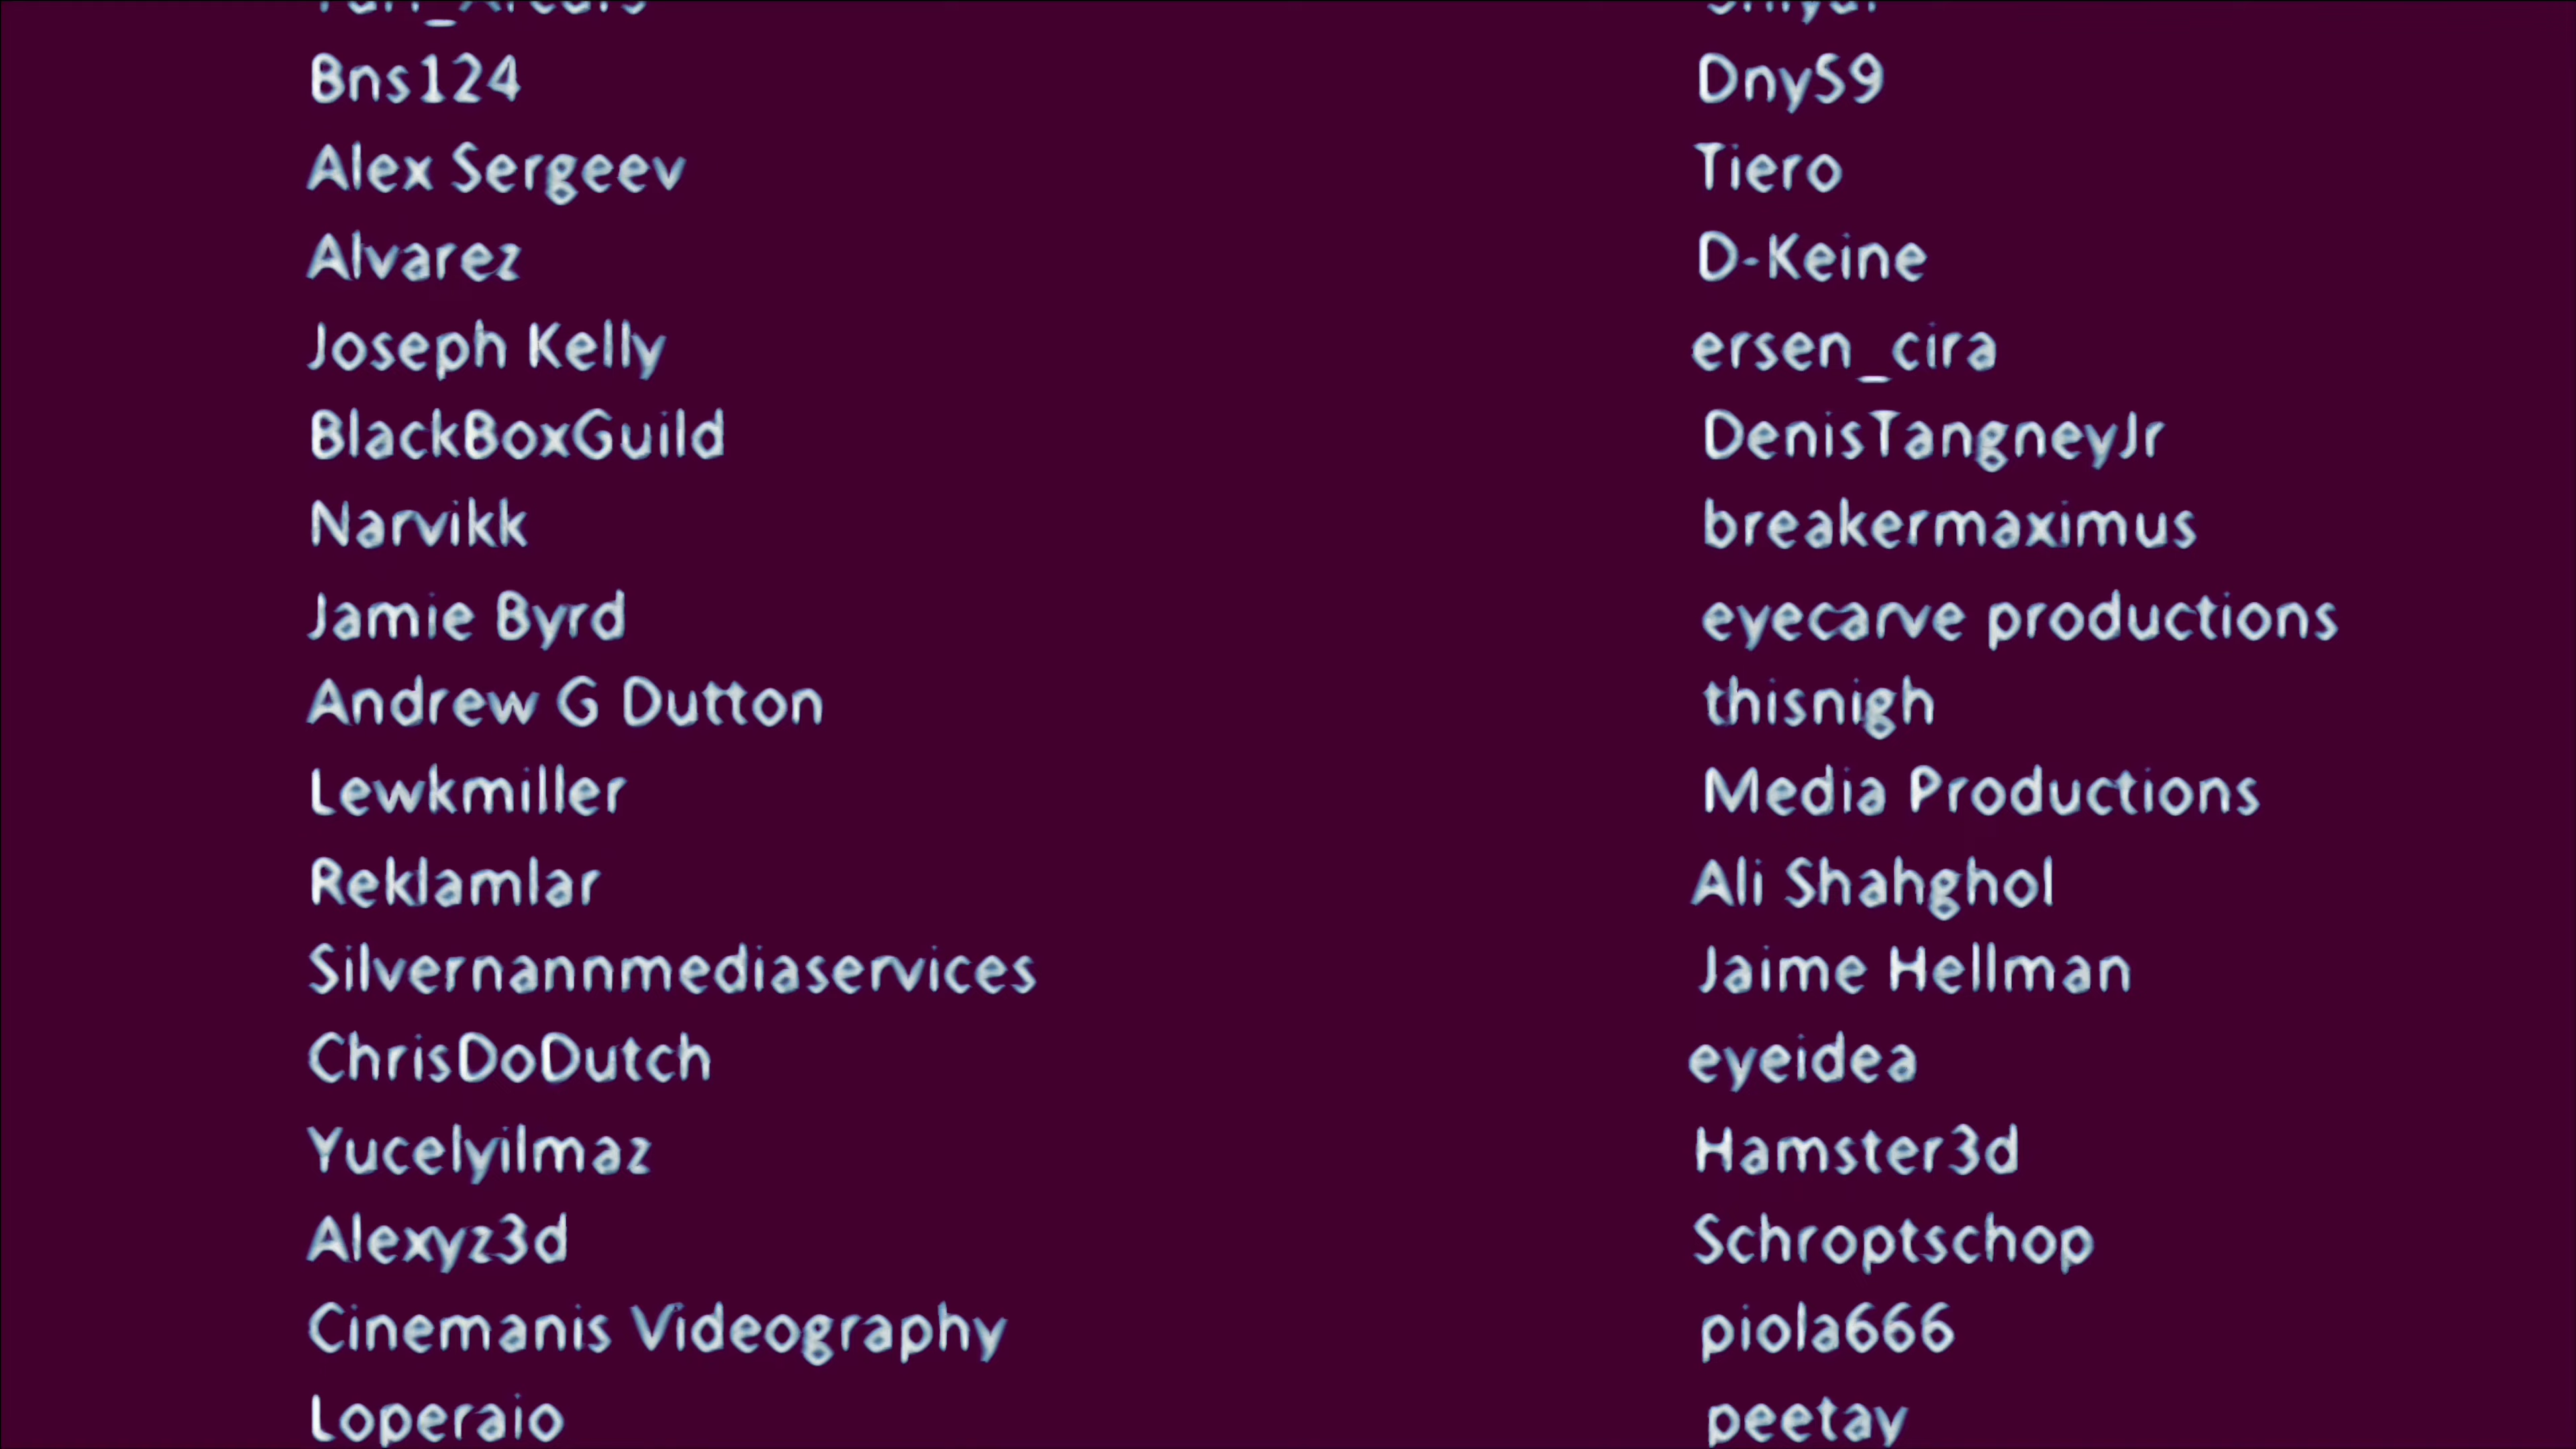 Bns124
Alex Sergeev
Alvarez
Joseph Kelly
BlackBoxGuild
Narvikk
Jamie Byrd
Andrew G Dutton
Lewkmiller
Reklamlar
Silvernannmediaservices
ChrisDoDutch
Yucelyilmaz
Alexyz3d
Cinemanis Videography
Loperaio
Dny59
Tiero
D-Keine
ersen_cira
DenisTangneyJr
breakermaximus
eyecarve productions
thisnigh
Media Productions
Ali Shahghol
Jaime Hellman
eyeidea
Hamster3d
Schroptschop
piola666
peetay